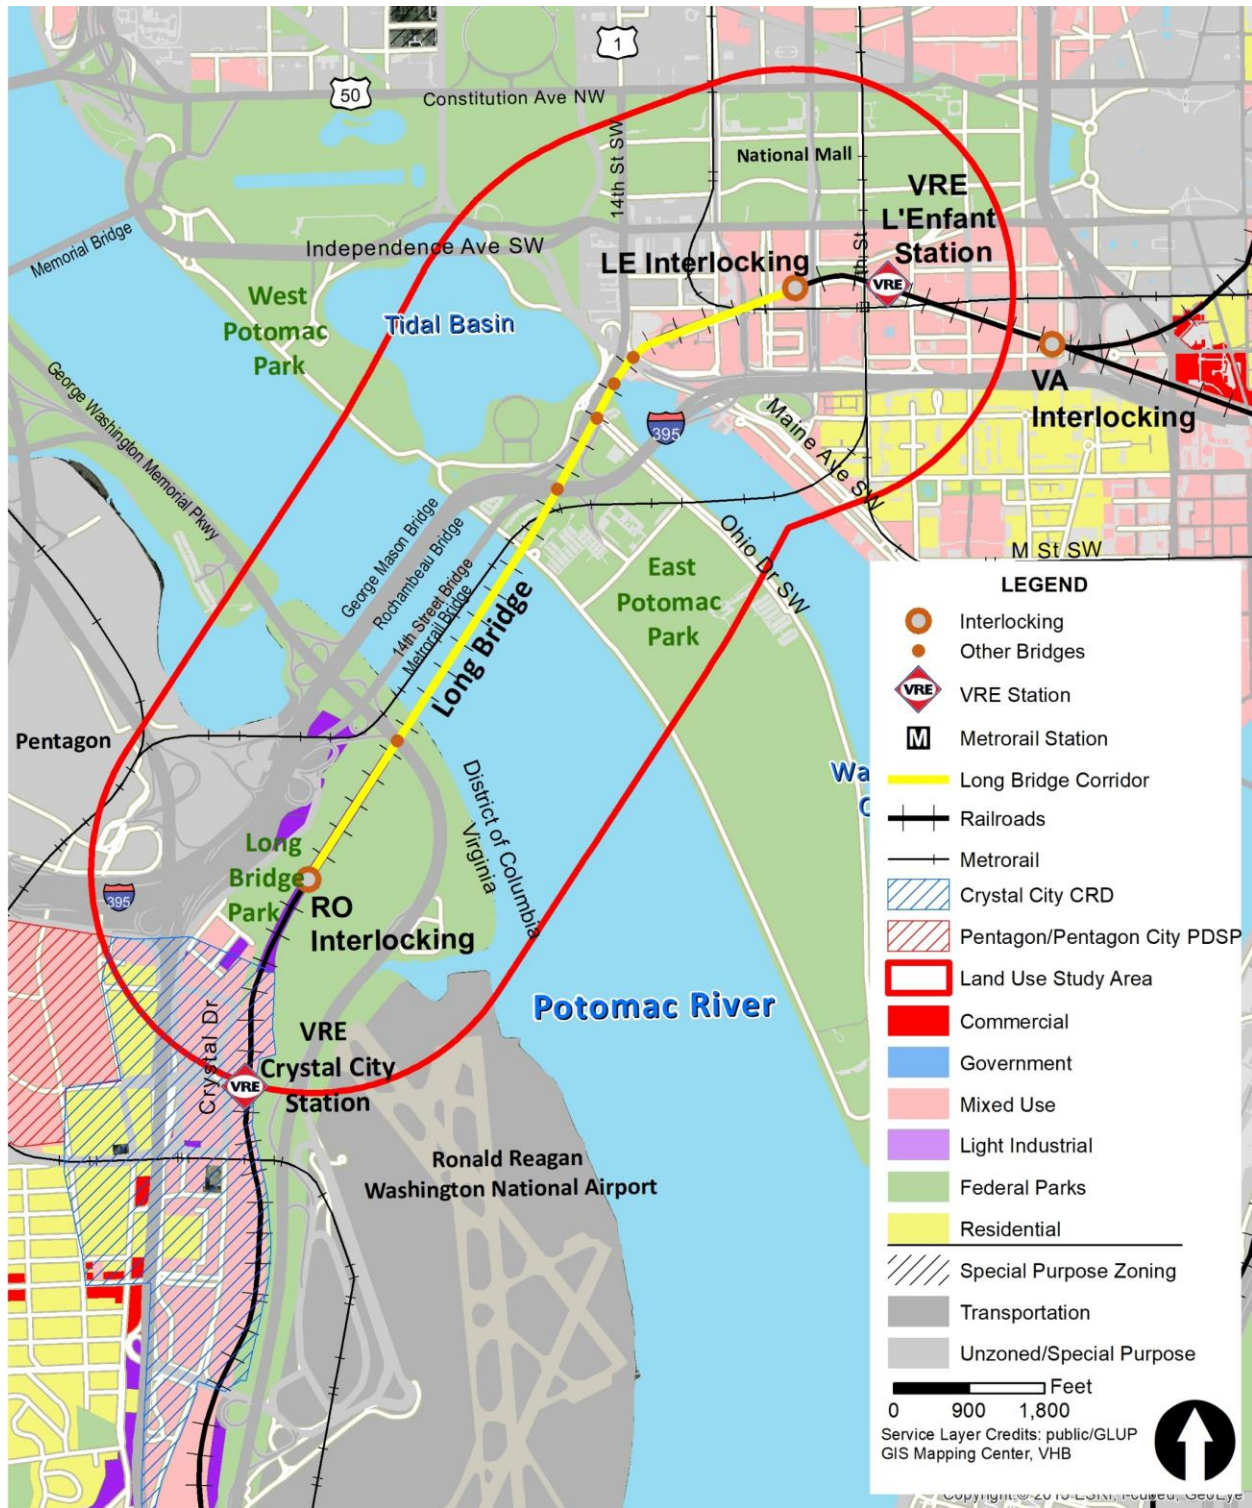 1
50
Constitution Ave NW
14th St SW
National Mall
VRE
L'Enfant
Station
Memorial Bridge
Independence Ave SW
LE Interlocking
VRE
West
Potomac
Park
Tidal Basin
VA
Interlocking
George Washington Memorial Pkwy
395
Maine Ave SW
George Mason Bridge
Rochambeau Bridge
14th Street Bridge
Metrorail Bridge
Long Bridge
Ohio Dr SW
M St SW
East
Potomac
Park
Pentagon
District of Columbia
Virginia
Long
Bridge
Park
395
RO
Interlocking
Crystal Dr
Potomac River
VRE
Crystal City
Station
VRE
Ronald Reagan
Washington National Airport
LEGEND
Interlocking
Other Bridges
VRE
VRE Station
M
Metrorail Station
Long Bridge Corridor
Railroads
Metrorail
Crystal City CRD
Pentagon/Pentagon City PDSP
Land Use Study Area
Commercial
Government
Mixed Use
Light Industrial
Federal Parks
Residential
Special Purpose Zoning
Transportation
Unzoned/Special Purpose
Feet
0 900 1,800
Service Layer Credits: public/GLUP
GIS Mapping Center, VHB